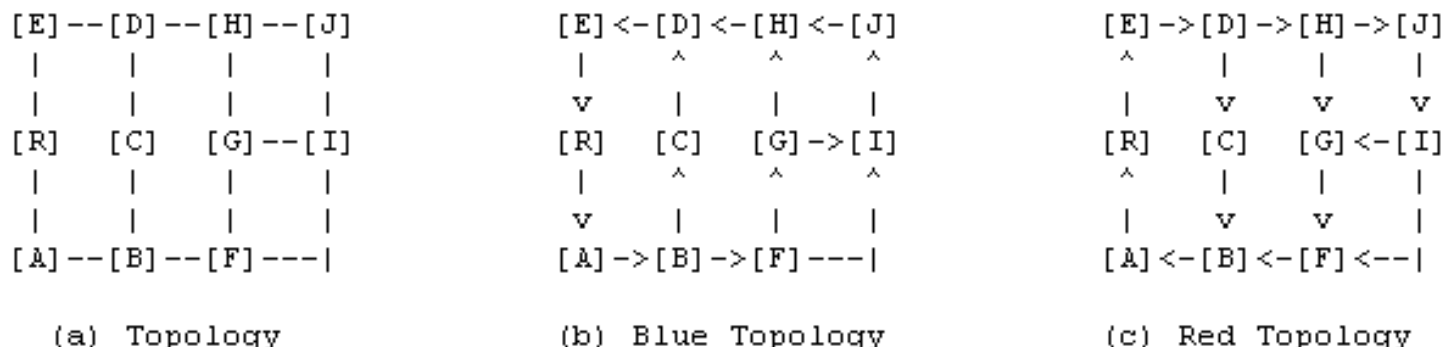 [E]--[D]--[H]--[J]          [E]<-[D]<-[H]<-[J]          [E]->[D]->[H]->[J]
 |    |    |    |            |    ^    ^    ^            ^    |    |    |
 |    |    |    |            v    |    |    |            |    v    v    v
[R]  [C]  [G]--[I]          [R]  [C]  [G]->[I]          [R]  [C]  [G]<-[I]
 |    |    |    |            |    ^    ^    ^            ^    |    |    |
 |    |    |    |            v    |    |    |            |    v    v    |
[A]--[B]--[F]---|           [A]->[B]->[F]---|           [A]<-[B]<-[F]<--|
(a) Topology          (b) Blue Topology          (c) Red Topology